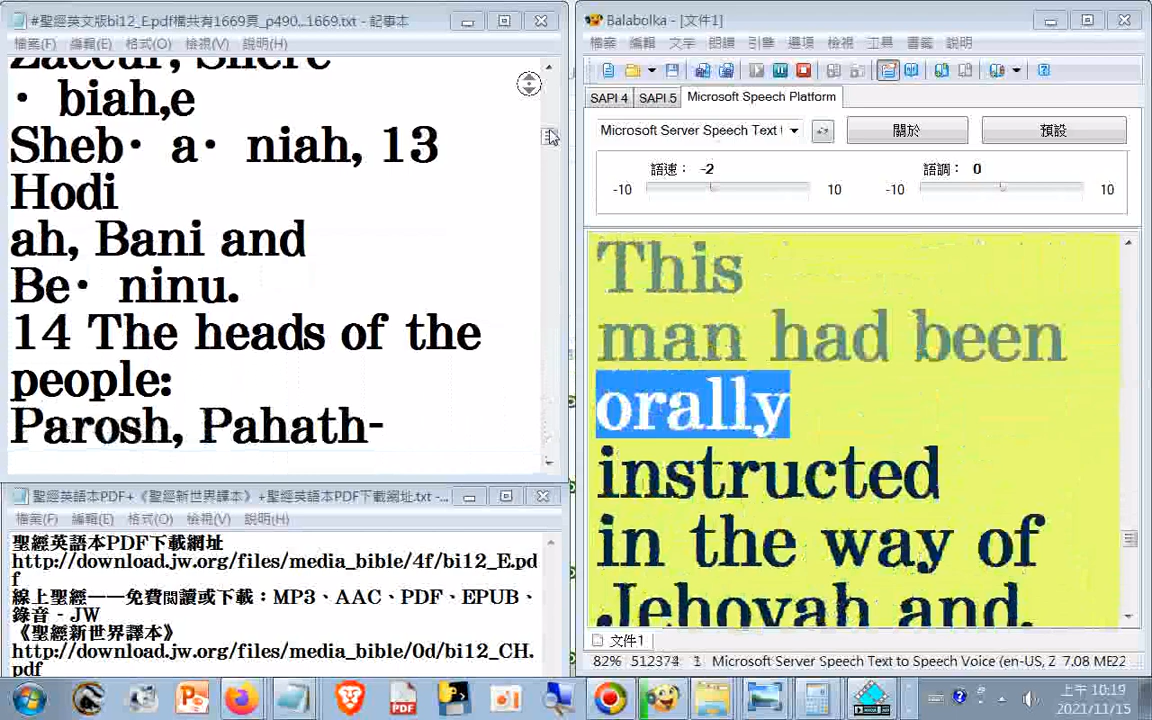 #聖經英文版bi12_E.pdf檔共有1669頁_p490,..1669.txt - 記事本
檔案(F) 編輯(E) 格式(O) 檢視(V) 說明(H)
Zaccur, Shere
· biah,e
Sheb· a· niah, 13
Hodi
ah, Bani and
Be· ninu.
14 The heads of the
people:
Parosh, Pahath-
聖經英語本PDF+《聖經新世界譯本》+聖經英語本PDF下載網址.txt -...
檔案(F) 編輯(E) 格式(O) 檢視(V) 說明(H)
聖經英語本PDF下載網址
http://download.jw.org/files/media_bible/4f/bi12_E.pd
f
線上聖經——免費閱讀或下載：MP3、AAC、PDF、EPUB、
錄音 - JW
《聖經新世界譯本》
http://download.jw.org/files/media_bible/0d/bi12_CH.
pdf
Balabolka - [文件1]
檔案 編輯 文字 朗讀 引擎 選項 檢視 工具 書籤 說明
SAPI 4 SAPI 5 Microsoft Speech Platform
Microsoft Server Speech Text 關於 預設
語速： -2 語調： 0
-10 10 -10 10
This
man had been
orally
instructed
in the way of
Jehovah and,
文件1
82% 1 Microsoft Server Speech Text to Speech Voice (en-US, Z 7.08 ME22
上午 10:19
2021/11/15